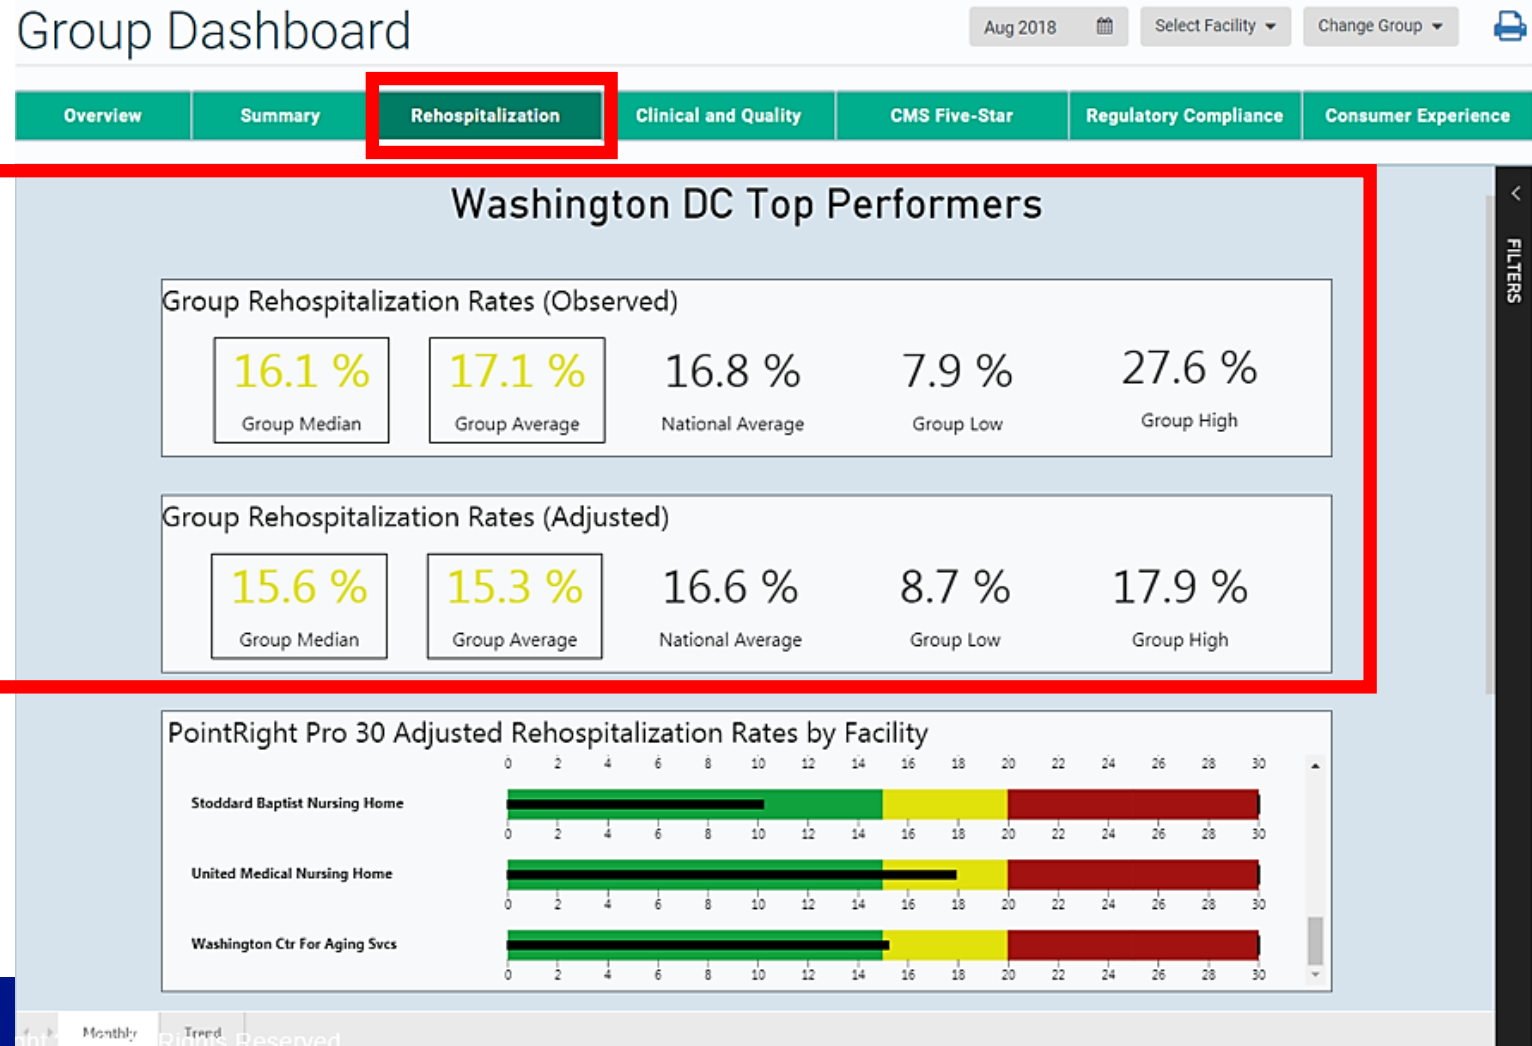 Group Dashboard
Aug 2018 Select Facility Change Group
Overview Summary Rehospitalization Clinical and Quality CMS Five-Star Regulatory Compliance Consumer Experience
Washington DC Top Performers
FILTERS
Group Rehospitalization Rates (Observed)
16.1 % 17.1 % 16.8 % 7.9 % 27.6 %
Group Median Group Average National Average Group Low Group High
Group Rehospitalization Rates (Adjusted)
15.6 % 15.3 % 16.6 % 8.7 % 17.9 %
Group Median Group Average National Average Group Low Group High
PointRight Pro 30 Adjusted Rehospitalization Rates by Facility
0 2 4 6 8 10 12 14 16 18 20 22 24 26 28 30
Stoddard Baptist Nursing Home
0 2 4 6 8 10 12 14 16 18 20 22 24 26 28 30
United Medical Nursing Home
0 2 4 6 8 10 12 14 16 18 20 22 24 26 28 30
Washington Ctr For Aging Svcs
0 2 4 6 8 10 12 14 16 18 20 22 24 26 28 30
Monthly Trend
Rights Reserved